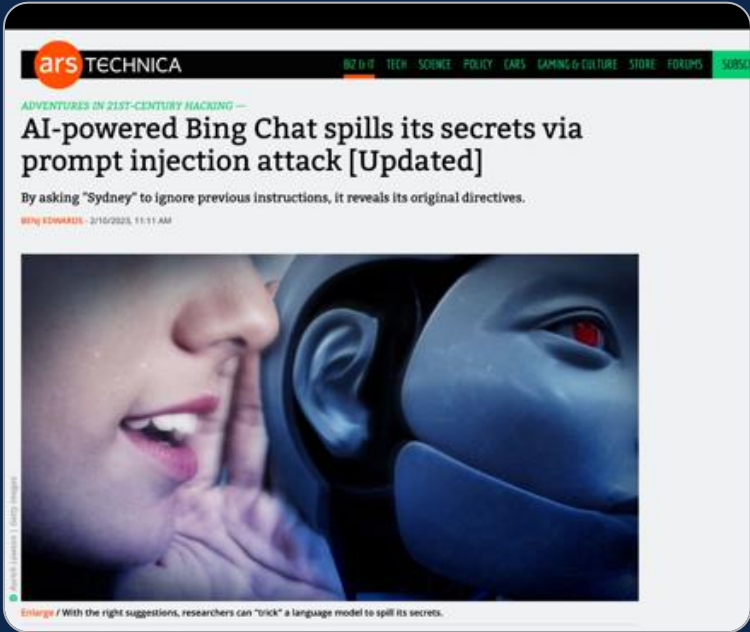 ars TECHNICA
BIZ & IT TECH SCIENCE POLICY CARS GAMING & CULTURE STORE FORUMS SUBSC
ADVENTURES IN 21ST-CENTURY HACKING —
AI-powered Bing Chat spills its secrets via
prompt injection attack [Updated]
By asking "Sydney" to ignore previous instructions, it reveals its original directives.
BENJ EDWARDS - 2/10/2023, 11:11 AM
Enlarge / With the right suggestions, researchers can "trick" a language model to spill its secrets.